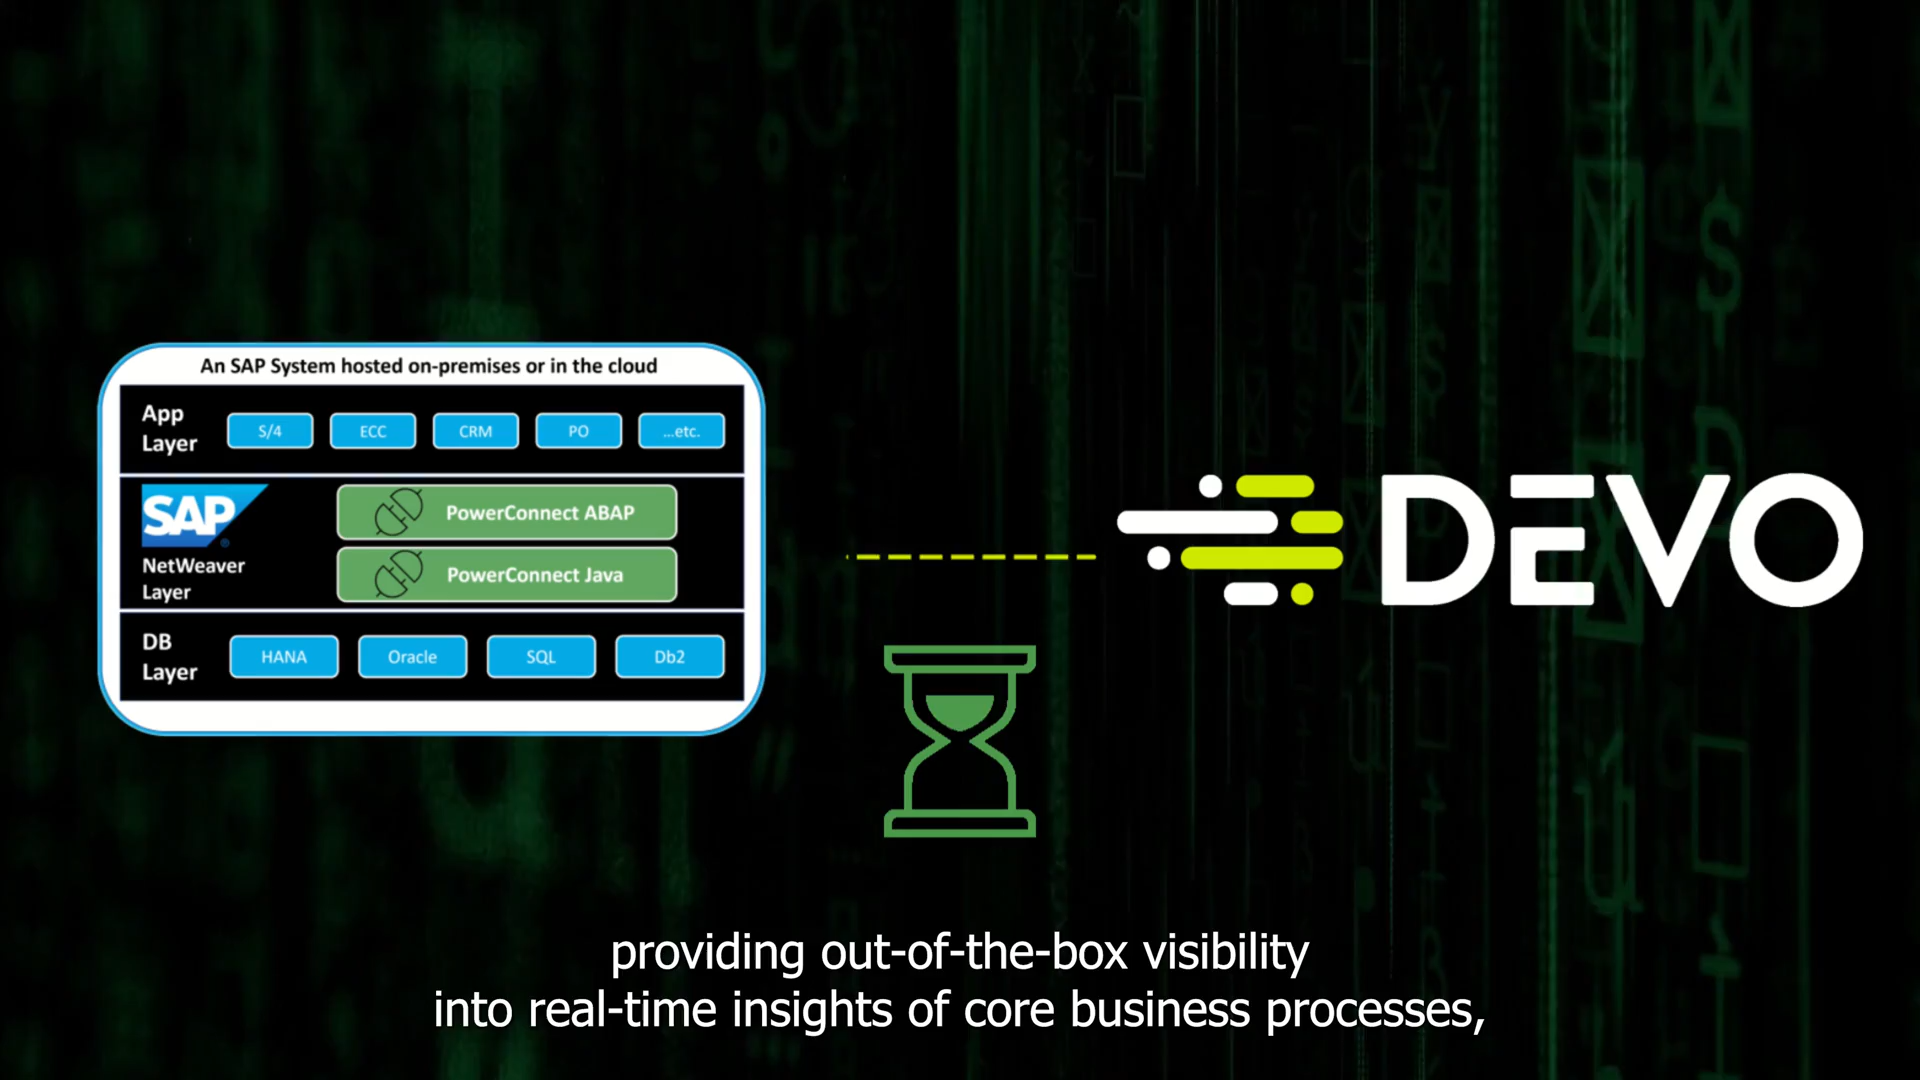 An SAP System hosted on-premises or in the cloud
App
Layer
S/4
ECC
CRM
PO
...etc.
SAP
NetWeaver
Layer
PowerConnect ABAP
PowerConnect Java
DB
Layer
HANA
Oracle
SQL
Db2
DEVO
providing out-of-the-box visibility
into real-time insights of core business processes,